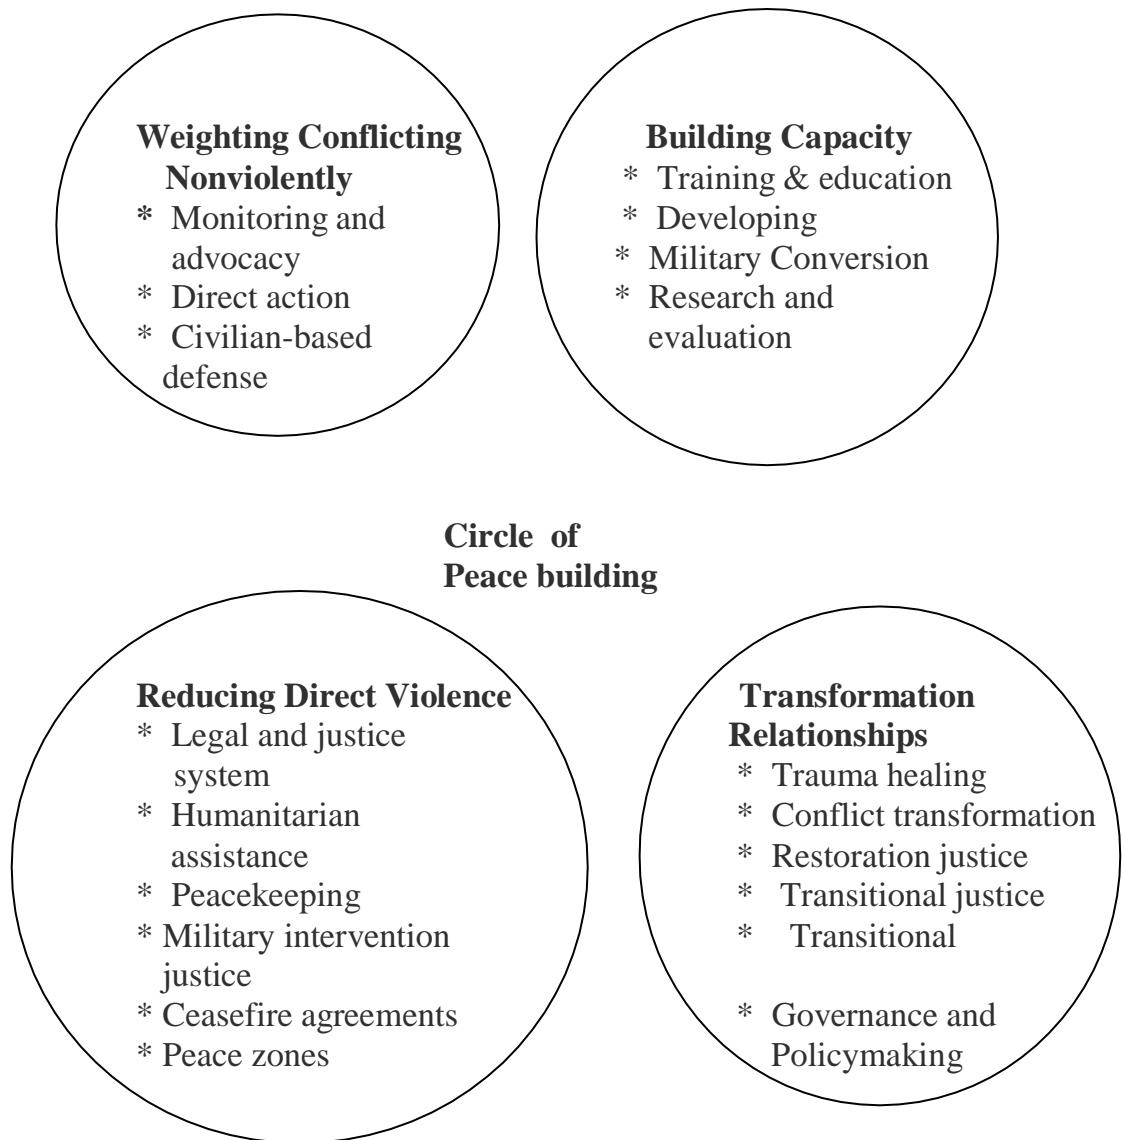 Weighting Conflicting
Nonviolently
* Monitoring and
advocacy
* Direct action
* Civilian-based
defense
Building Capacity
* Training & education
* Developing
* Military Conversion
* Research and
evaluation
Circle of
Peace building
Reducing Direct Violence
* Legal and justice
system
* Humanitarian
assistance
* Peacekeeping
* Military intervention
justice
* Ceasefire agreements
* Peace zones
Transformation
Relationships
* Trauma healing
* Conflict transformation
* Restoration justice
* Transitional justice
* Transitional
* Governance and
Policymaking